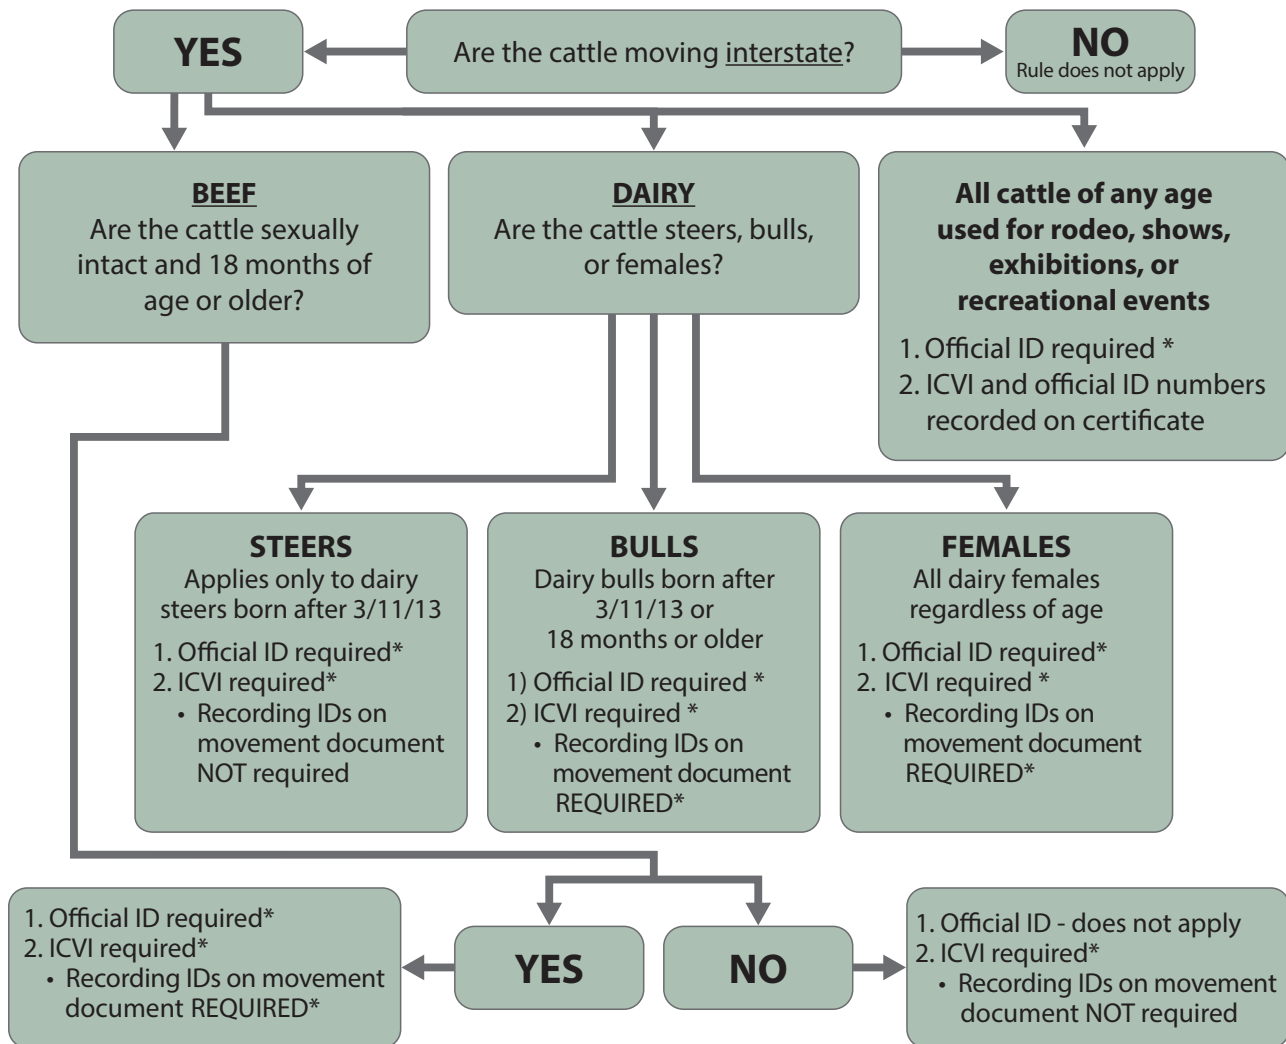 YES
Are the cattle moving interstate?
NO
Rule does not apply
BEEF
Are the cattle sexually
intact and 18 months of
age or older?
DAIRY
Are the cattle steers, bulls,
or females?
All cattle of any age
used for rodeo, shows,
exhibitions, or
recreational events
1. Official ID required *
2. ICVI and official ID numbers
recorded on certificate
STEERS
Applies only to dairy
steers born after 3/11/13
1. Official ID required*
2. ICVI required*
• Recording IDs on
movement document
NOT required
BULLS
Dairy bulls born after
3/11/13 or
18 months or older
1) Official ID required *
2) ICVI required *
• Recording IDs on
movement document
REQUIRED*
FEMALES
All dairy females
regardless of age
1. Official ID required*
2. ICVI required *
• Recording IDs on
movement document
REQUIRED*
1. Official ID required*
2. ICVI required*
• Recording IDs on movement
document REQUIRED*
YES
NO
1. Official ID - does not apply
2. ICVI required*
• Recording IDs on movement
document NOT required